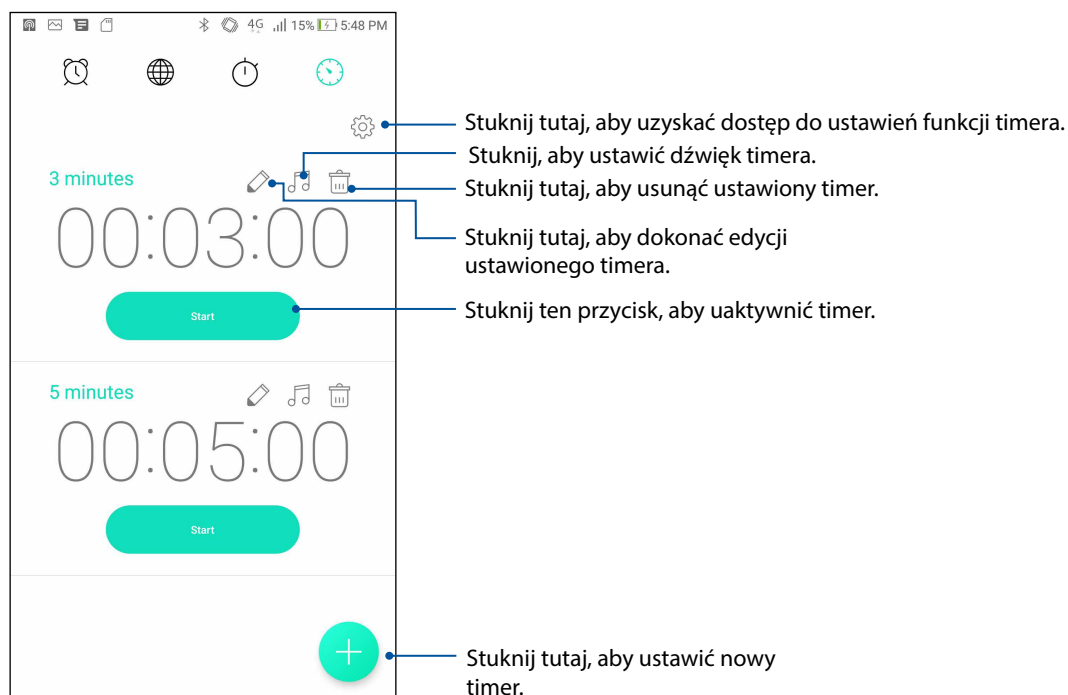 4G 15% 5:48 PM
Stuknij tutaj, aby uzyskać dostęp do ustawień funkcji timera.
Stuknij, aby ustawić dźwięk timera.
3 minutes
Stuknij tutaj, aby usunąć ustawiony timer.
00:03:00
Stuknij tutaj, aby dokonać edycji
ustawionego timera.
Start
Stuknij ten przycisk, aby uaktywnić timer.
5 minutes
00:05:00
Start
Stuknij tutaj, aby ustawić nowy
timer.